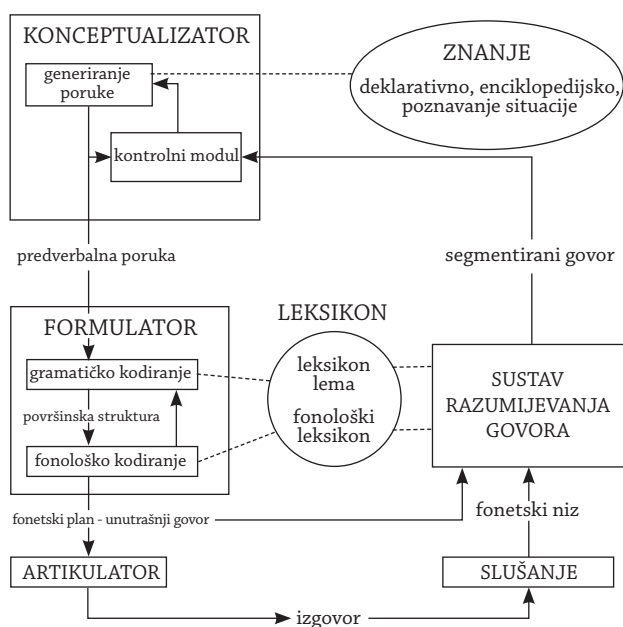 KONCEPTUALIZATOR
generiranje
poruke
kontrolni modul
ZNANJE
deklarativno, enciklopedijsko,
poznavanje situacije
predverbalna poruka
segmentirani govor
FORMULATOR
gramatičko kodiranje
površinska struktura
fonološko kodiranje
LEKSIKON
leksikon
lema
fonološki
leksikon
SUSTAV
RAZUMIJEVANJA
GOVORA
fonetski plan - unutrašnji govor
fonetski niz
ARTIKULATOR
SLUŠANJE
izgovor